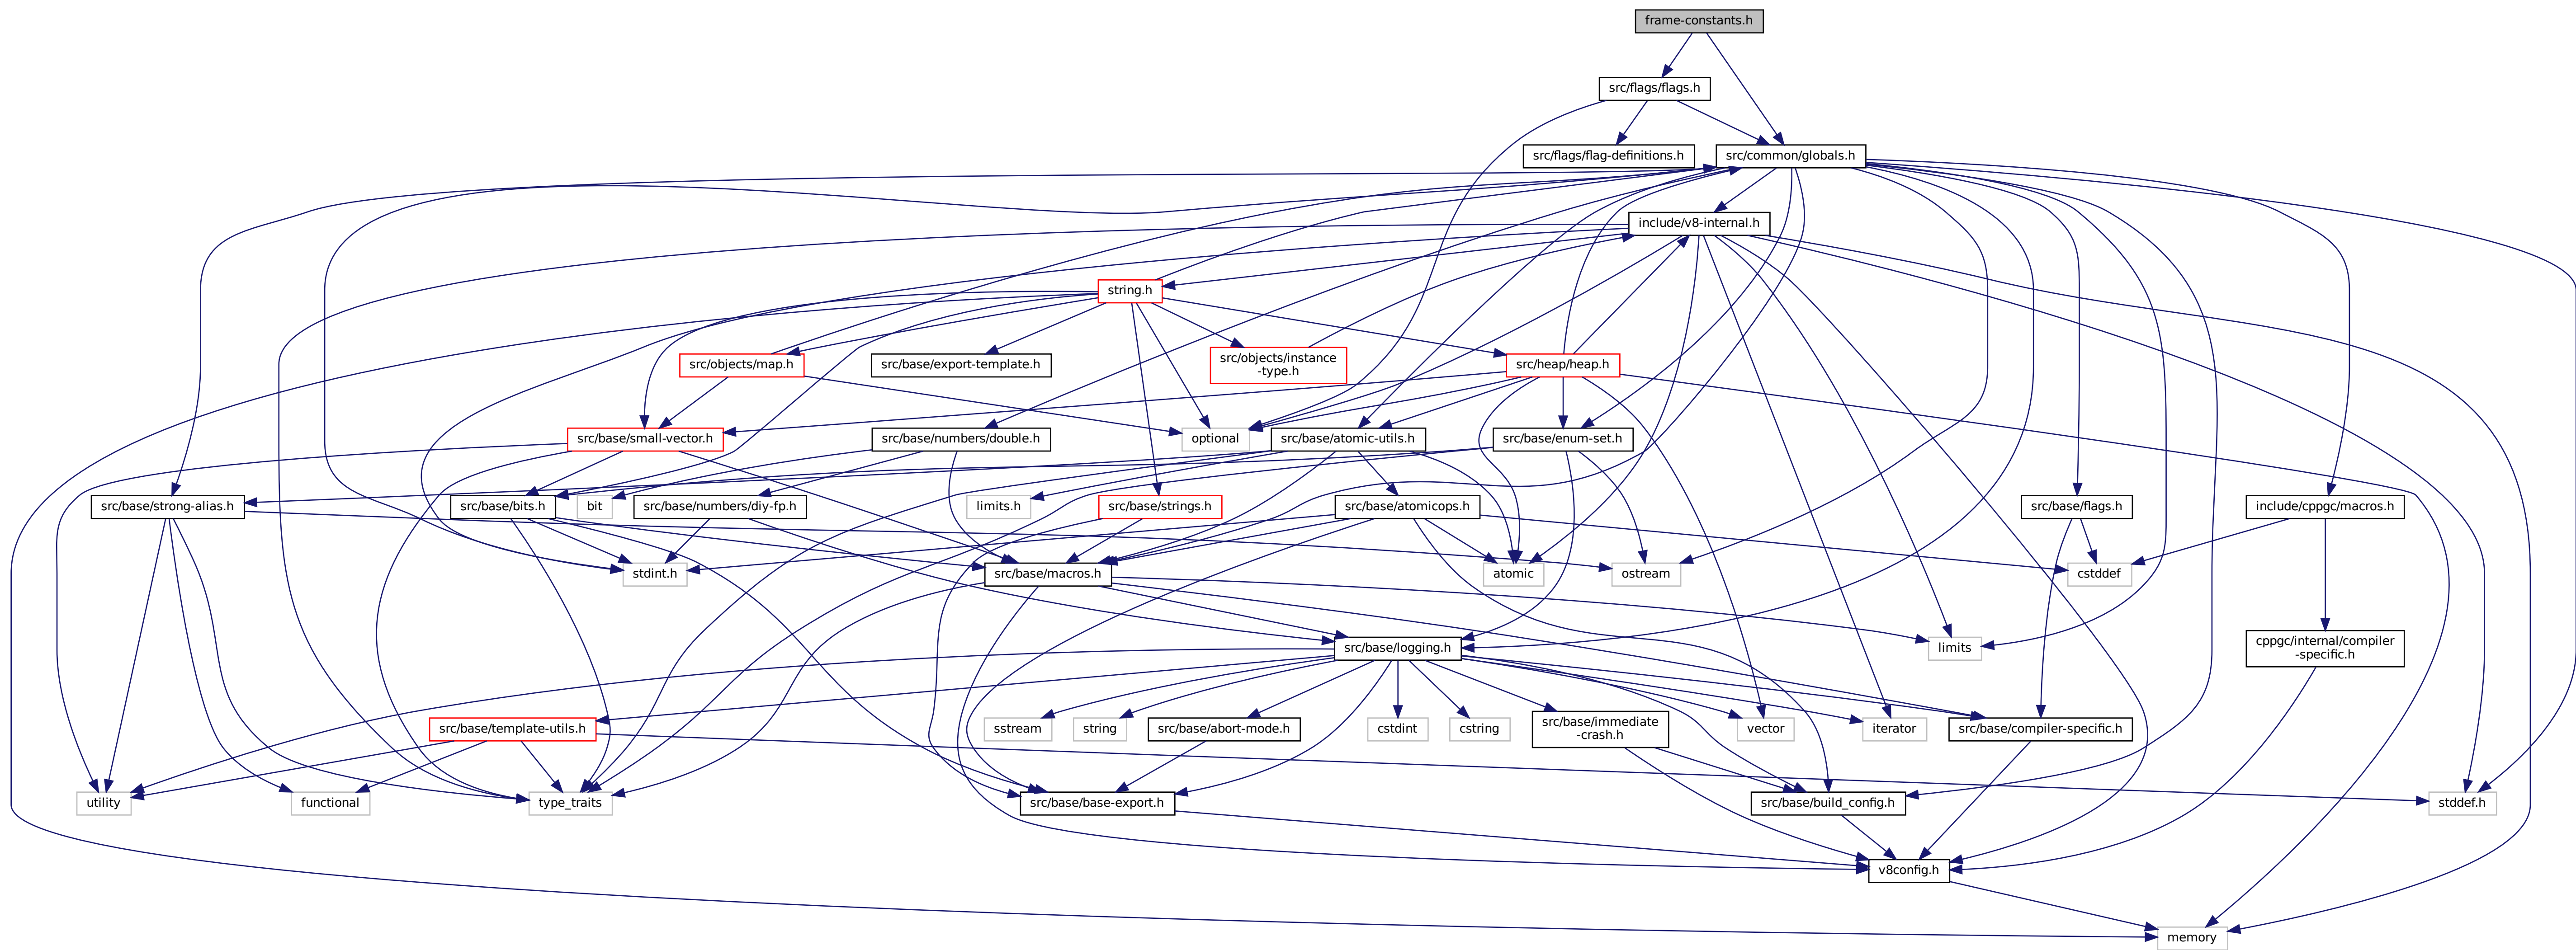 frame-constants.h
src/flags/flags.h
src/flags/flag-definitions.h
src/common/globals.h
include/v8-internal.h
string.h
src/objects/map.h
src/base/export-template.h
src/objects/instance
-type.h
src/heap/heap.h
src/base/small-vector.h
src/base/numbers/double.h
optional
src/base/atomic-utils.h
src/base/enum-set.h
src/base/strong-alias.h
src/base/bits.h
bit
src/base/numbers/diy-fp.h
limits.h
src/base/strings.h
src/base/atomicops.h
src/base/flags.h
include/cppgc/macros.h
stdint.h
src/base/macros.h
atomic
ostream
cstddef
src/base/logging.h
limits
cppgc/internal/compiler
-specific.h
src/base/template-utils.h
sstream
string
src/base/abort-mode.h
cstdint
cstring
src/base/immediate
-crash.h
vector
iterator
src/base/compiler-specific.h
utility
functional
type_traits
src/base/base-export.h
src/base/build_config.h
stddef.h
v8config.h
memory